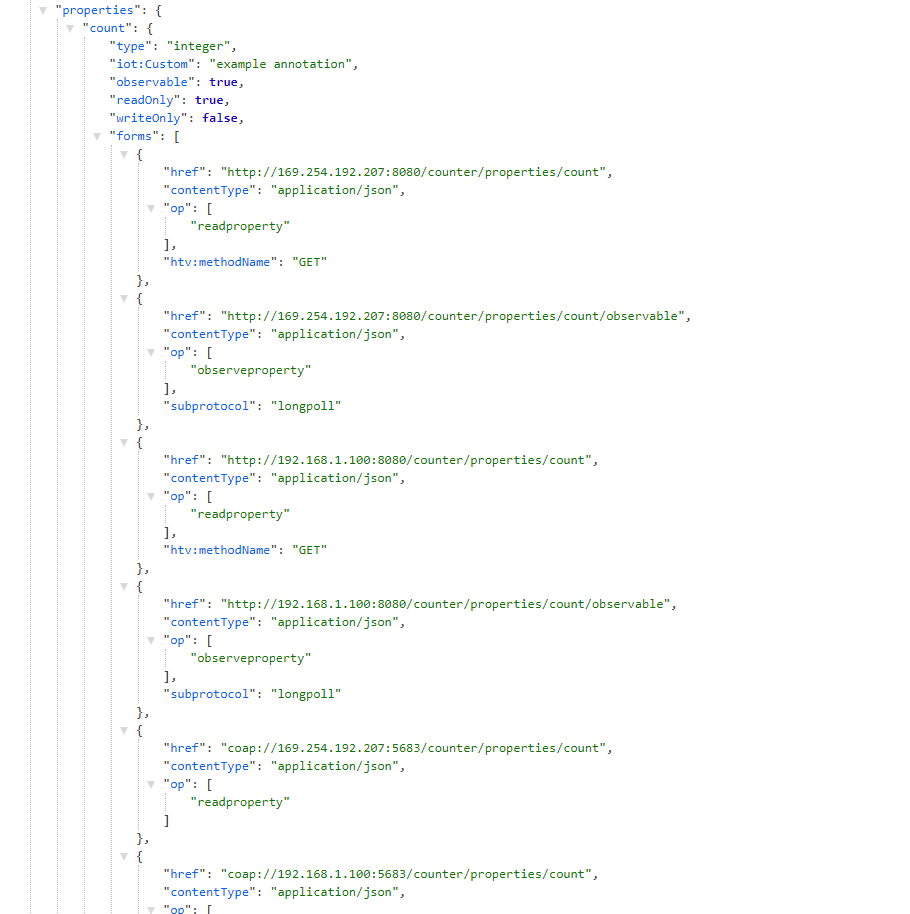 "properties": {
"count": {
"type": "integer",
"iot:Custom": "example annotation",
"observable": true,
"readOnly": true,
"writeOnly": false,
"forms": [
{
"href": "http://169.254.192.207:8080/counter/properties/count",
"contentType": "application/json",
"op": [
"readproperty"
],
"htv:methodName": "GET"
},
{
"href": "http://169.254.192.207:8080/counter/properties/count/observable",
"contentType": "application/json",
"op": [
"observeproperty"
],
"subprotocol": "longpoll"
},
{
"href": "http://192.168.1.100:8080/counter/properties/count",
"contentType": "application/json",
"op": [
"readproperty"
],
"htv:methodName": "GET"
},
{
"href": "http://192.168.1.100:8080/counter/properties/count/observable",
"contentType": "application/json",
"op": [
"observeproperty"
],
"subprotocol": "longpoll"
},
{
"href": "coap://169.254.192.207:5683/counter/properties/count",
"contentType": "application/json",
"op": [
"readproperty"
]
},
{
"href": "coap://192.168.1.100:5683/counter/properties/count",
"contentType": "application/json",
"op": [